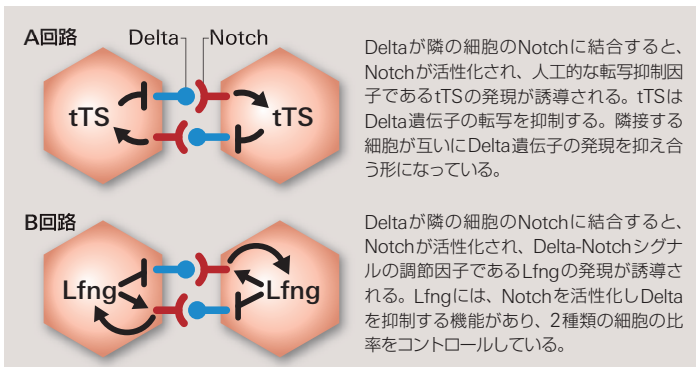 A回路
Delta
Notch
tTS
tTS
Deltaが隣の細胞のNotchに結合すると、
Notchが活性化され、人工的な転写抑制因
子であるtTSの発現が誘導される。tTSは
Delta遺伝子の転写を抑制する。隣接する
細胞が互いにDelta遺伝子の発現を抑え合
う形になっている。
B回路
Lfng
Lfng
Deltaが隣の細胞のNotchに結合すると、
Notchが活性化され、Delta-Notchシグナ
ルの調節因子であるLfngの発現が誘導さ
れる。Lfngには、Notchを活性化しDelta
を抑制する機能があり、2種類の細胞の比
率をコントロールしている。